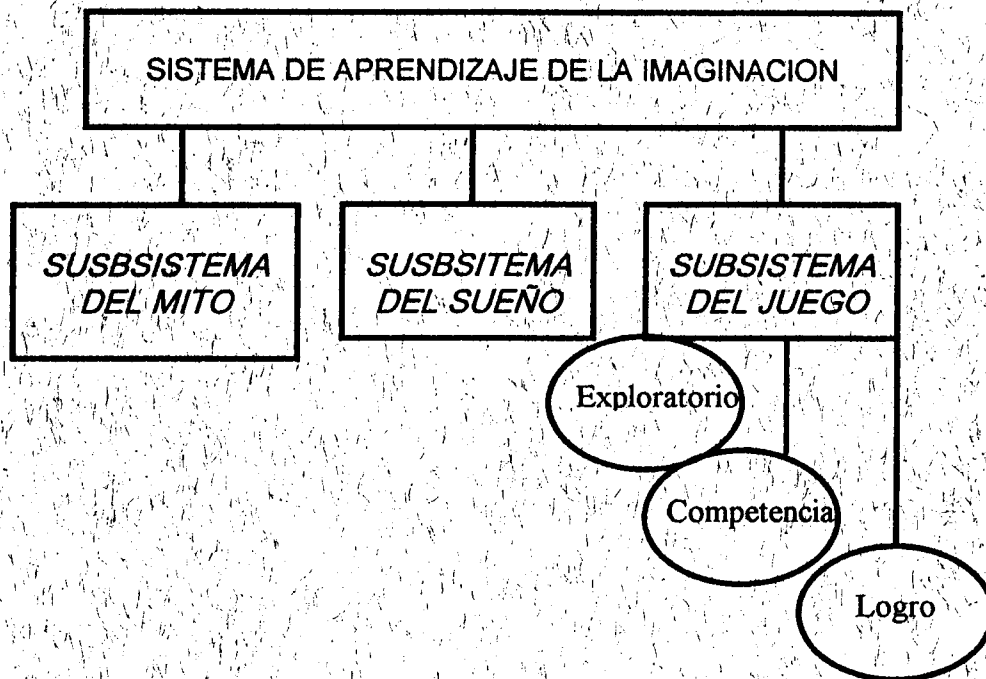 SISTEMA DE APRENDIZAJE DE LA IMAGINACION
SUSBSISTEMA
DEL MITO
SUSBSITEMA
DEL SUEÑO
SUBSISTEMA
DEL JUEGO
Exploratorio
Competencia
Logro